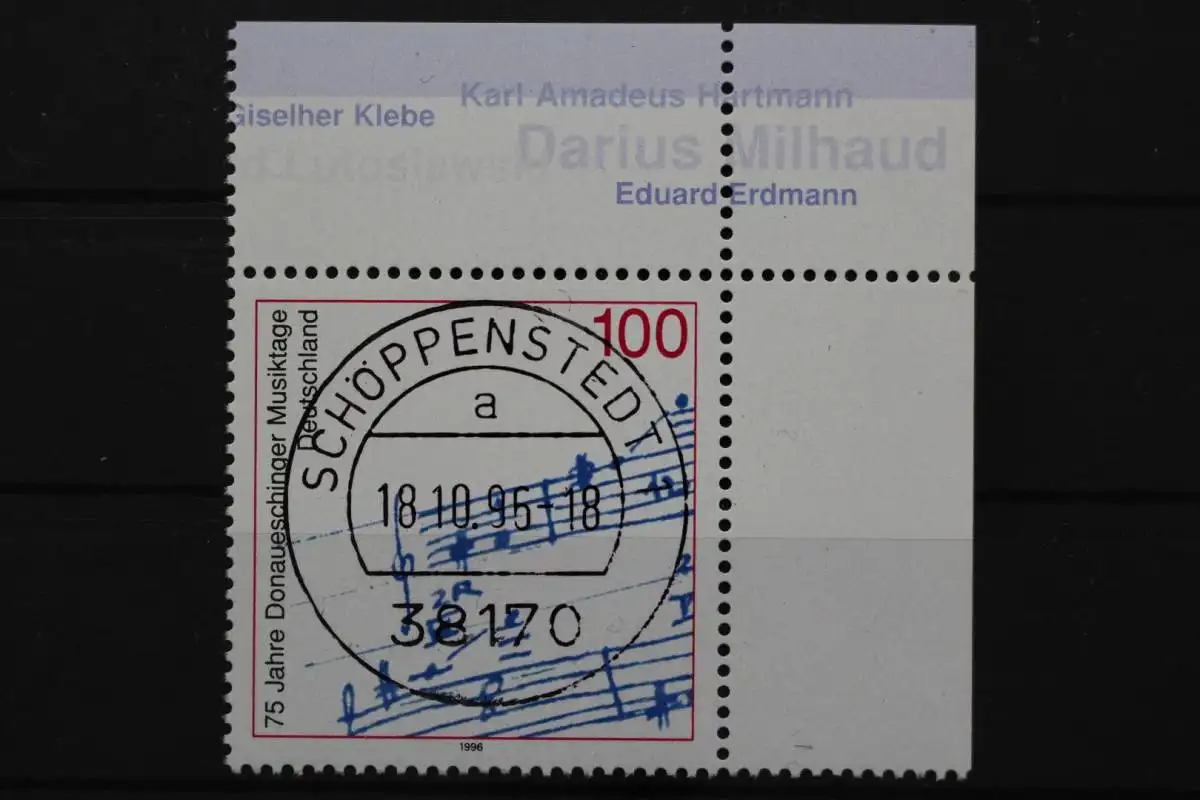 Karl Amadeus Hartmann
Giselher Klebe
Darius Milhaud
Eduard Erdmann
100
75 Jahre Donaueschinger Musiktage
Deutschland
SCHÖPPENSTEDT
a
18.10.96-18
38170
1996